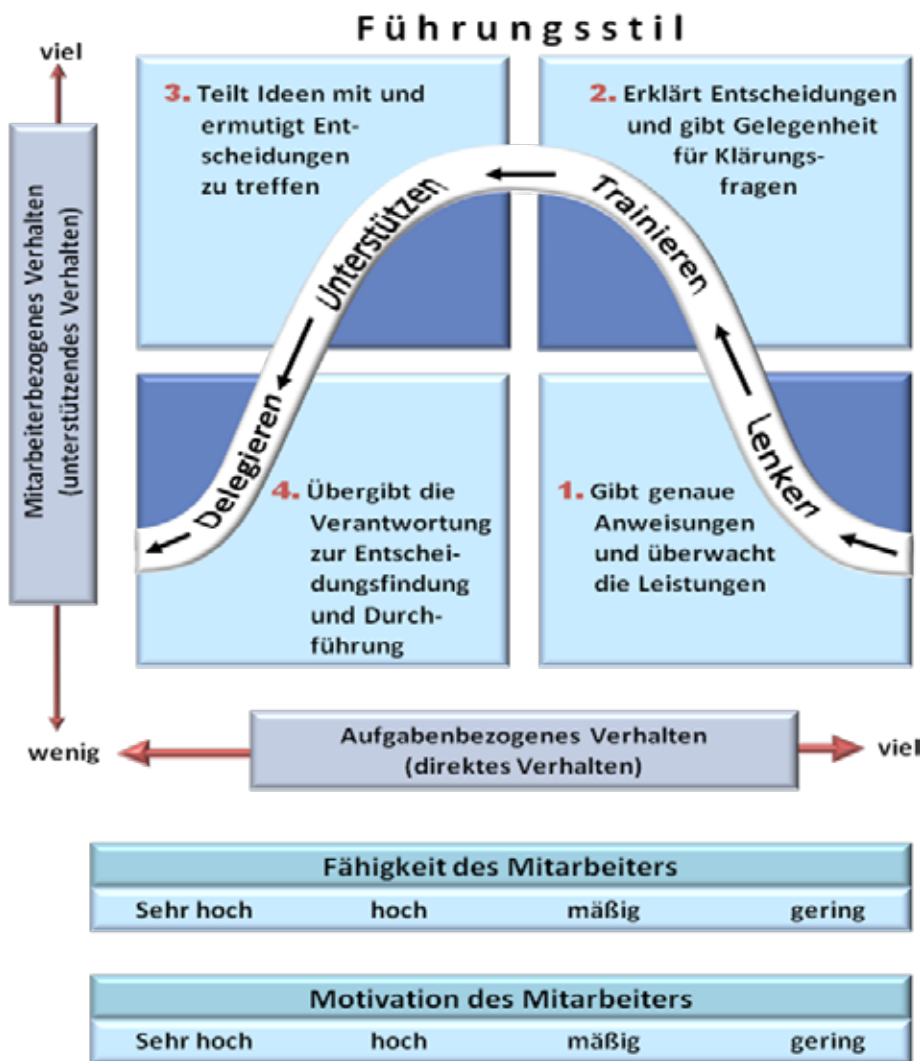 Führungsstil
viel
3. Teilt Ideen mit und
ermutigt Ent-
scheidungen
zu treffen
2. Erklärt Entscheidungen
und gibt Gelegenheit
für Klärungs-
fragen
Unterstützen
Trainieren
Mitarbeiterbezogenes Verhalten
(unterstützendes Verhalten)
Delegieren
Lenken
4. Übergibt die
Verantwortung
zur Entschei-
dungsfindung
und Durch-
führung
1. Gibt genaue
Anweisungen
und überwacht
die Leistungen
wenig
Aufgabenbezogenes Verhalten
(direktes Verhalten)
viel
Fähigkeit des Mitarbeiters
Sehr hoch hoch mäßig gering
Motivation des Mitarbeiters
Sehr hoch hoch mäßig gering